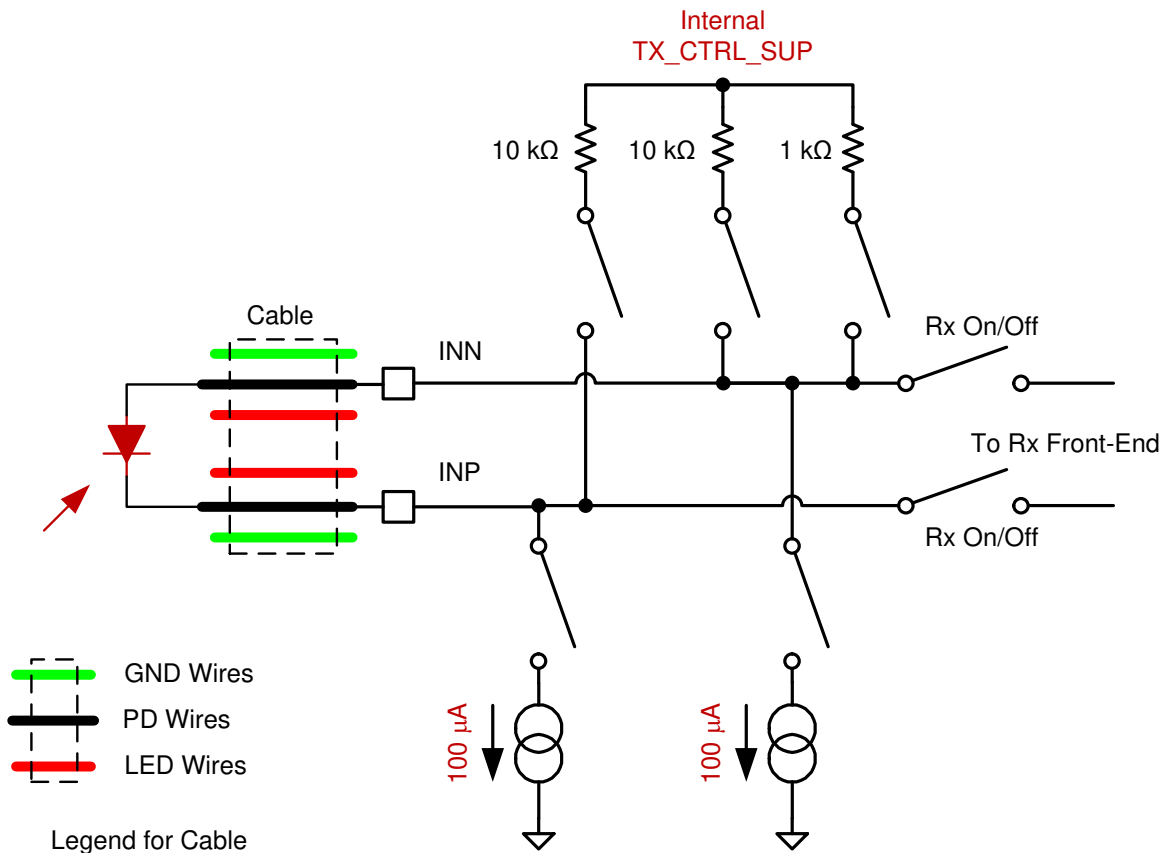 Internal
TX_CTRL_SUP
10 kΩ
10 kΩ
1 kΩ
Cable
INN
Rx On/Off
INP
To Rx Front-End
Rx On/Off
GND Wires
PD Wires
LED Wires
100 µA
100 µA
Legend for Cable